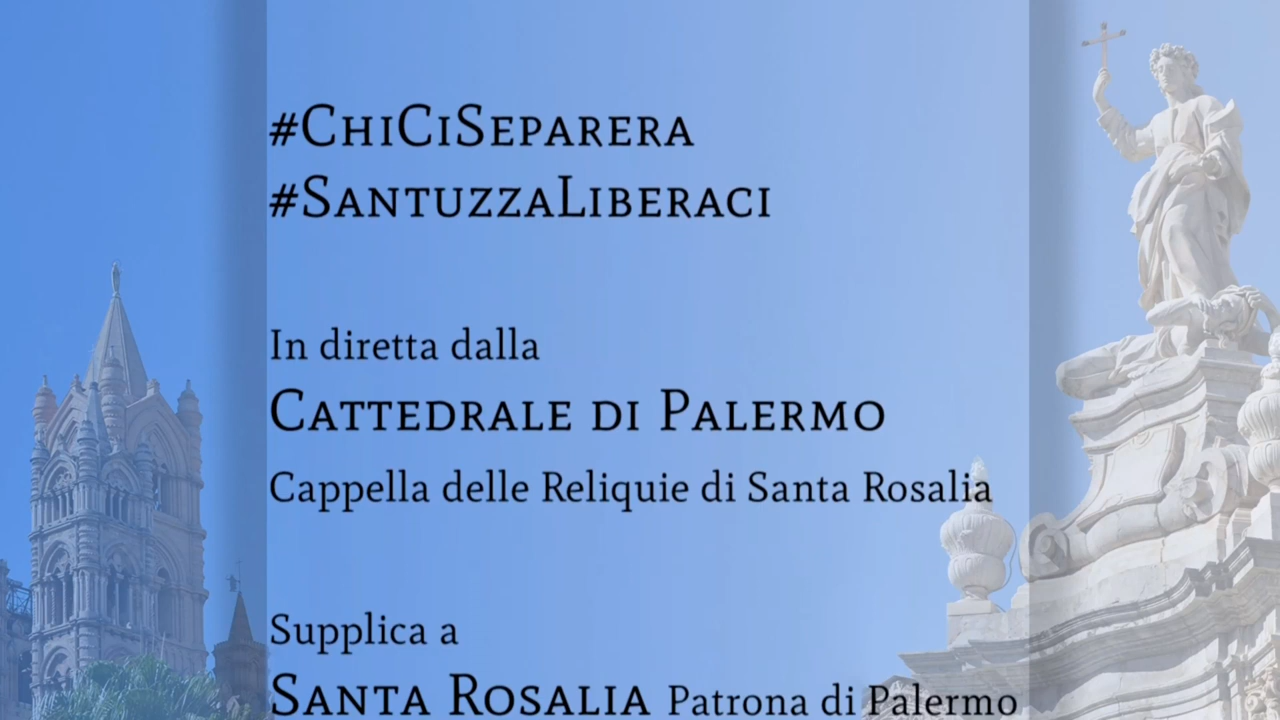 #ChiCiSeparera
#SantuzzaLiberaci
In diretta dalla
Cattedrale di Palermo
Cappella delle Reliquie di Santa Rosalia
Supplica a
Santa Rosalia Patrona di Palermo